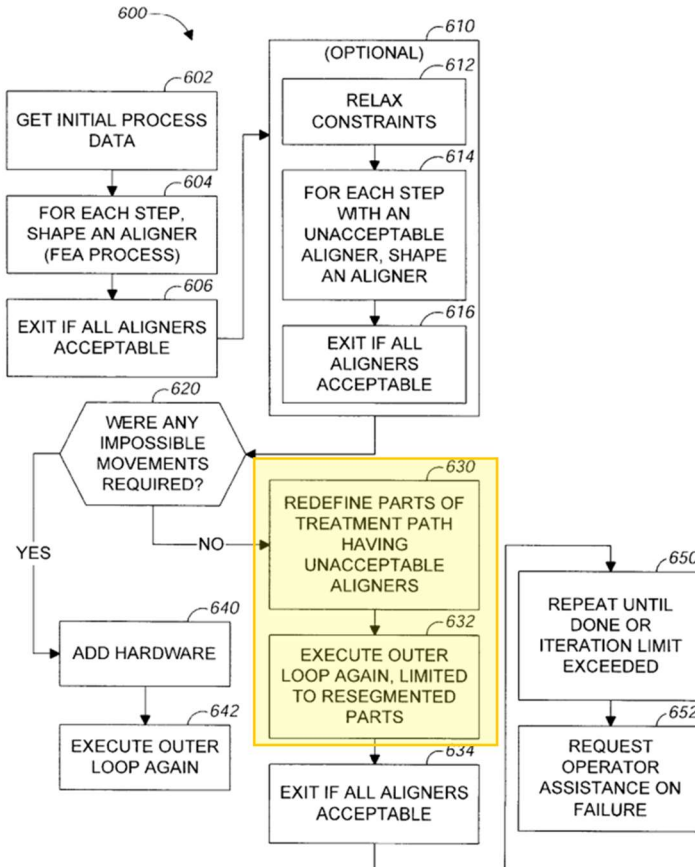 600
602
GET INITIAL PROCESS
DATA
604
FOR EACH STEP,
SHAPE AN ALIGNER
(FEA PROCESS)
606
EXIT IF ALL ALIGNERS
ACCEPTABLE
610
(OPTIONAL)
612
RELAX
CONSTRAINTS
614
FOR EACH STEP
WITH AN
UNACCEPTABLE
ALIGNER, SHAPE
AN ALIGNER
616
EXIT IF ALL
ALIGNERS
ACCEPTABLE
620
WERE ANY
IMPOSSIBLE
MOVEMENTS
REQUIRED?
YES
NO
630
REDEFINE PARTS OF
TREATMENT PATH
HAVING
UNACCEPTABLE
ALIGNERS
632
EXECUTE OUTER
LOOP AGAIN, LIMITED
TO RESEGMENTED
PARTS
634
EXIT IF ALL ALIGNERS
ACCEPTABLE
640
ADD HARDWARE
642
EXECUTE OUTER
LOOP AGAIN
650
REPEAT UNTIL
DONE OR
ITERATION LIMIT
EXCEEDED
652
REQUEST
OPERATOR
ASSISTANCE ON
FAILURE